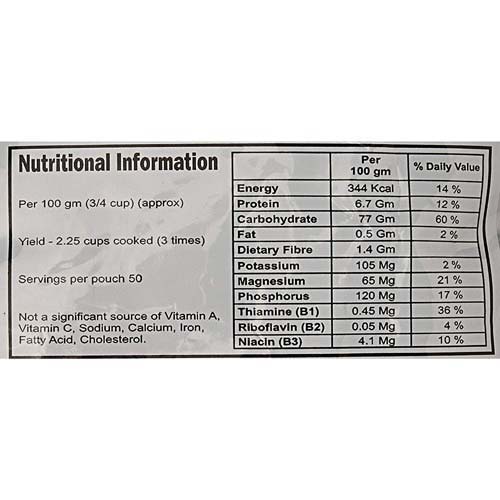 Nutritional Information
Per 100 gm (3/4 cup) (approx)
Yield - 2.25 cups cooked (3 times)
Servings per pouch 50
Not a significant source of Vitamin A,
Vitamin C, Sodium, Calcium, Iron,
Fatty Acid, Cholesterol.
Per 100 gm % Daily Value
Energy 344 Kcal 14 %
Protein 6.7 Gm 12 %
Carbohydrate 77 Gm 60 %
Fat 0.5 Gm 2 %
Dietary Fibre 1.4 Gm
Potassium 105 Mg 2 %
Magnesium 65 Mg 21 %
Phosphorus 120 Mg 17 %
Thiamine (B1) 0.45 Mg 36 %
Riboflavin (B2) 0.05 Mg 4 %
Niacin (B3) 4.1 Mg 10 %